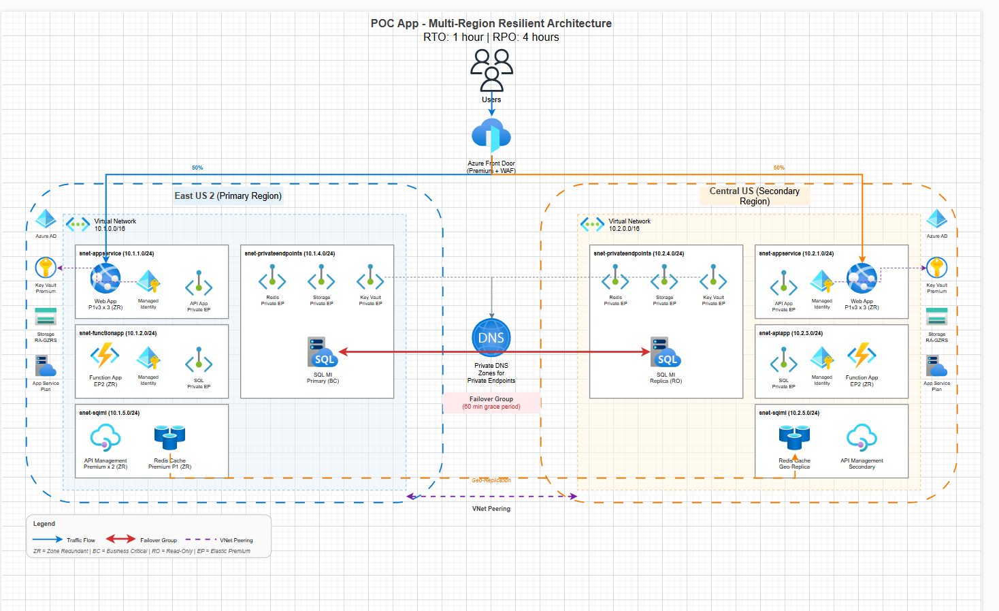 POC App - Multi-Region Resilient Architecture
RTO: 1 hour | RPO: 4 hours
Users
Azure Front Door
(Premium + WAF)
50%
50%
East US 2 (Primary Region)
Central US (Secondary
Region)
Azure AD
Key Vault
Premium
Storage
RA-GZRS
App Service
Plan
Virtual Network
10.1.0.0/16
snet-appservice (10.1.1.0/24)
Web App
P1v3 x 3 (ZR)
Managed
Identity
API App
Private EP
snet-functionapp (10.1.2.0/24)
Function App
EP2 (ZR)
Managed
Identity
SQL
Private EP
snet-sqlmi (10.1.5.0/24)
API Management
Premium x 2 (ZR)
Redis Cache
Premium P1 (ZR)
snet-privateendpoints (10.1.4.0/24)
Redis
Private EP
Storage
Private EP
Key Vault
Private EP
SQL
SQL MI
Primary (BC)
DNS
Private DNS
Zones for
Private Endpoints
Failover Group
(60 min grace period)
Geo-Replication
VNet Peering
Virtual Network
10.2.0.0/16
snet-privateendpoints (10.2.4.0/24)
Redis
Private EP
Storage
Private EP
Key Vault
Private EP
SQL
SQL MI
Replica (RO)
snet-appservice (10.2.1.0/24)
API App
Private EP
Managed
Identity
Web App
P1v3 x 3 (ZR)
snet-apiapp (10.2.3.0/24)
SQL
Private EP
Managed
Identity
Function App
EP2 (ZR)
snet-sqlmi (10.2.5.0/24)
Redis Cache
Geo-Replica
API Management
Secondary
Azure AD
Key Vault
Premium
Storage
RA-GZRS
App Service
Plan
Legend
Traffic Flow
Failover Group
VNet Peering
ZR = Zone Redundant | BC = Business Critical | RO = Read-Only | EP = Elastic Premium